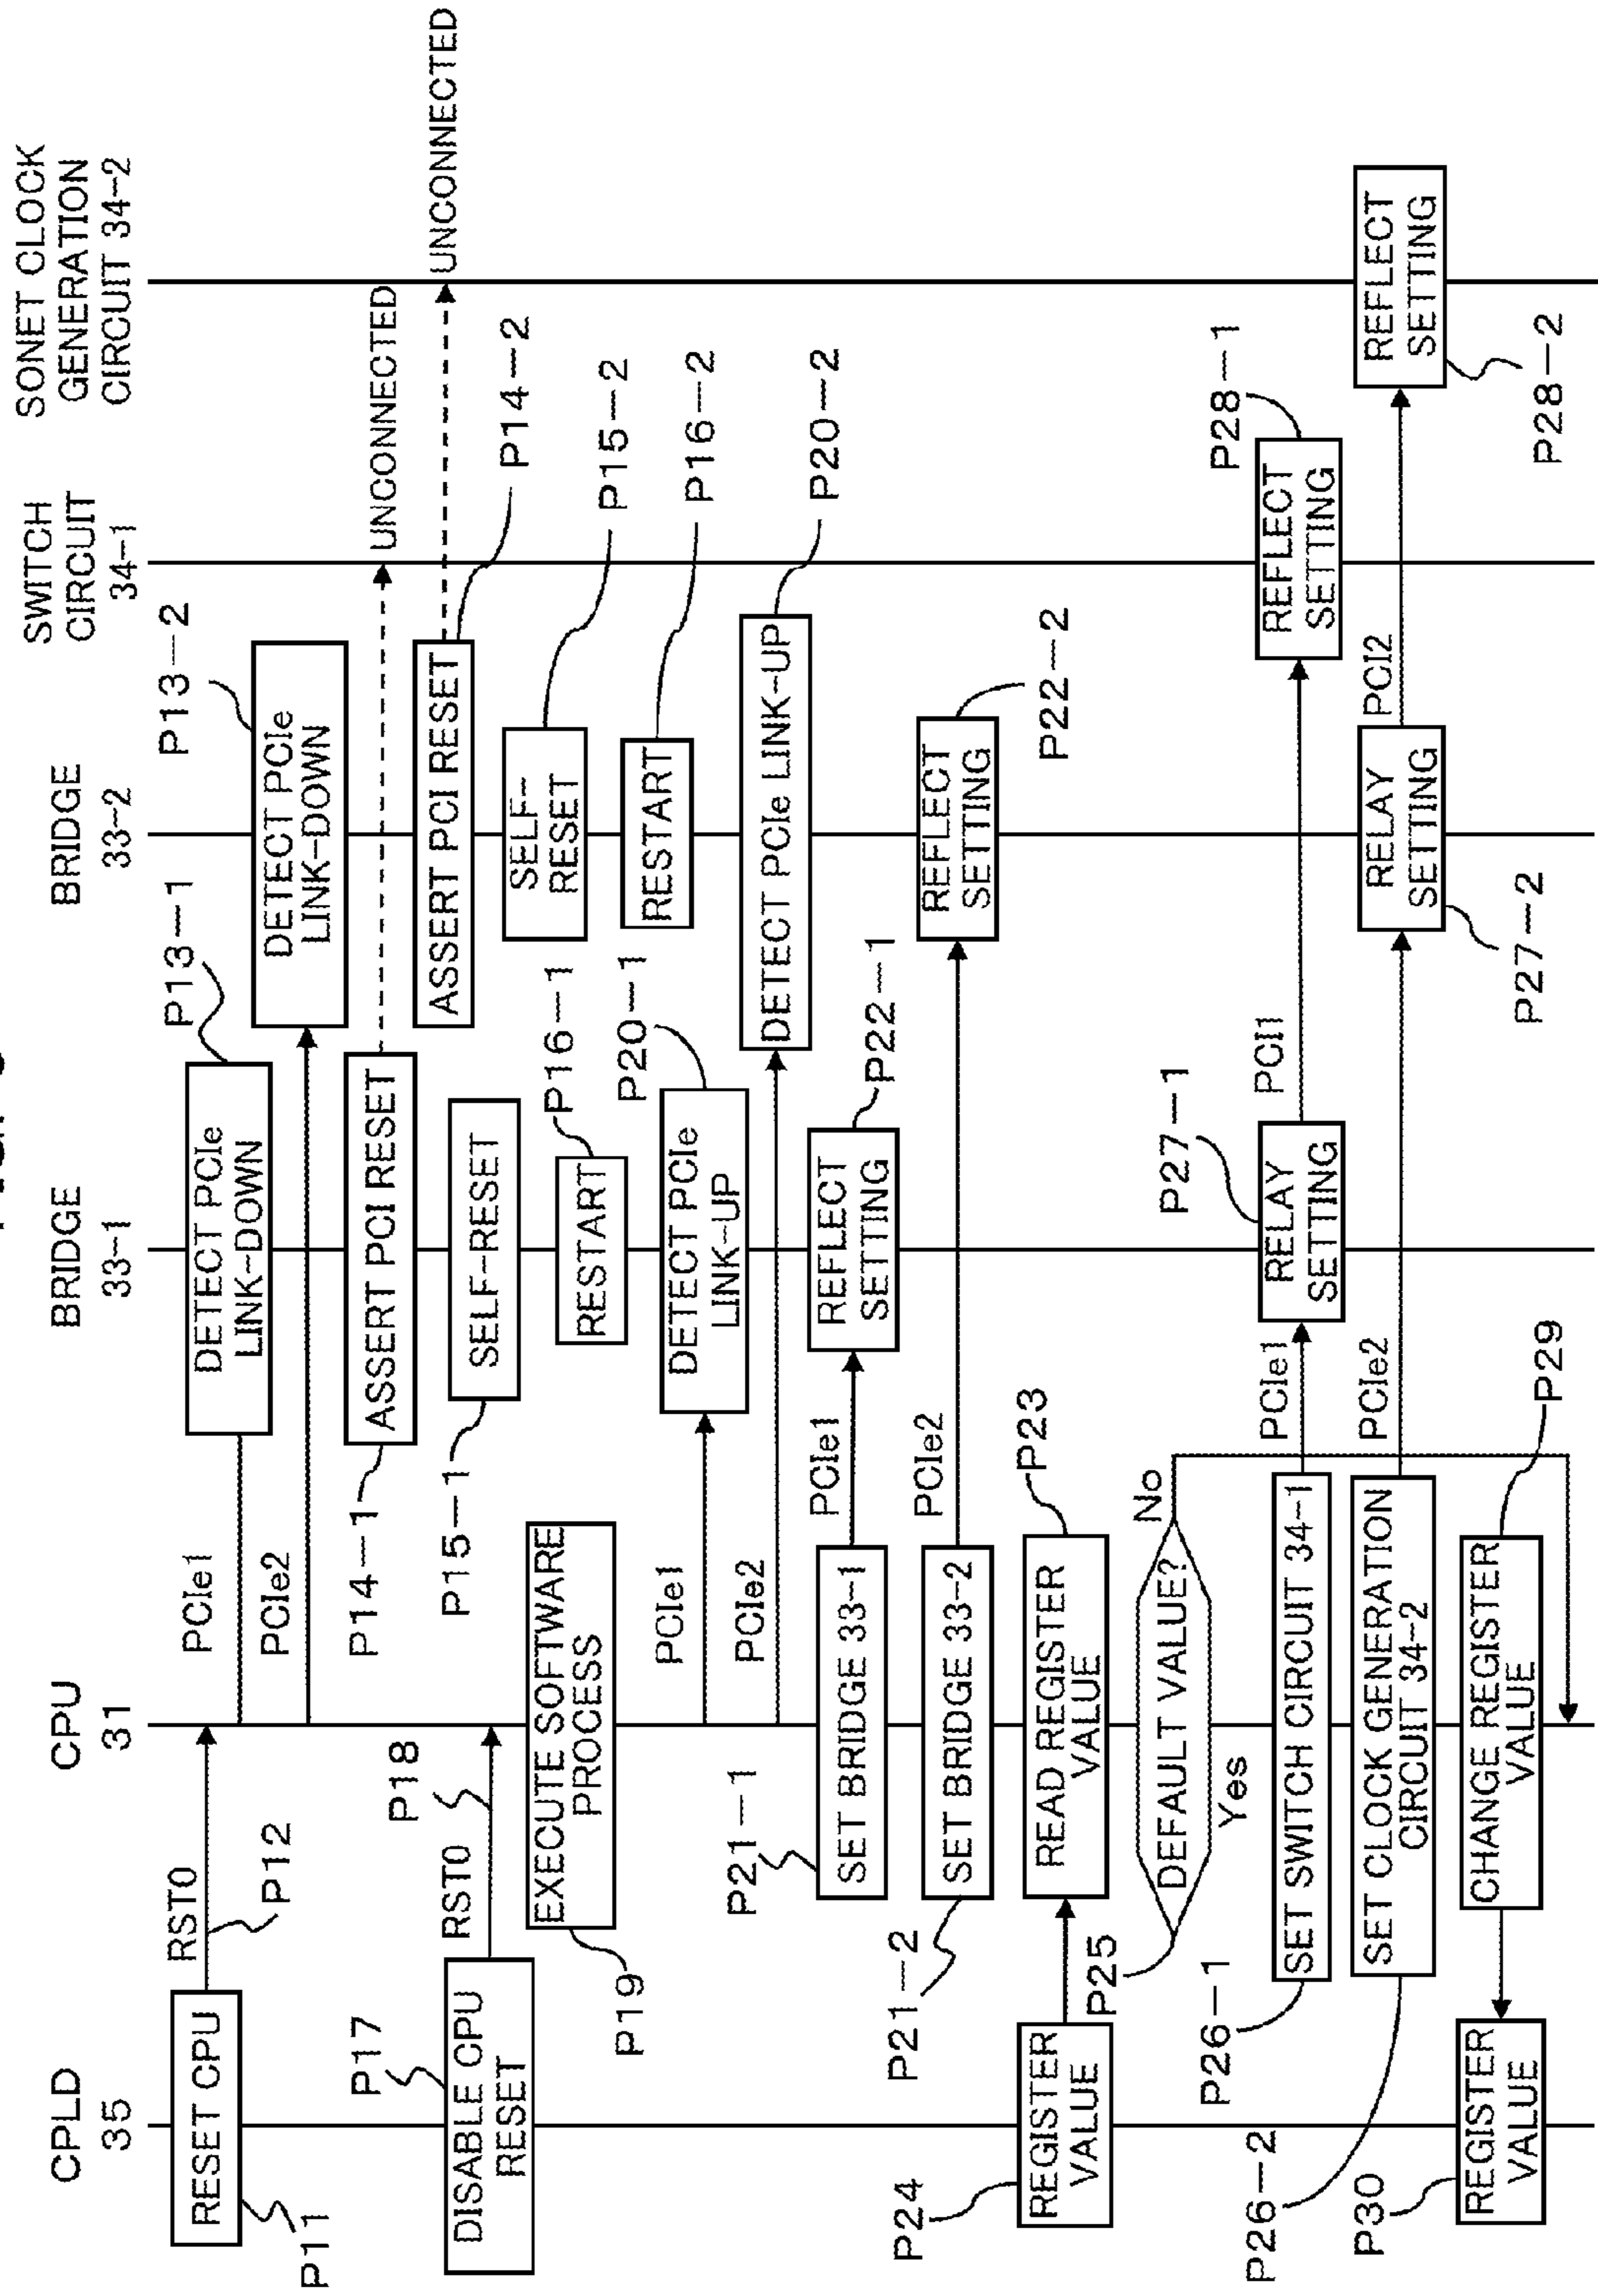 CPLD
35
CPU
31
BRIDGE
33-1
BRIDGE
33-2
SWITCH
CIRCUIT
34-1
SONET CLOCK
GENERATION
CIRCUIT 34-2
RESET CPU
P11
RST0
P12
PCIe1
DETECT PCIe
LINK-DOWN
P13-1
PCIe2
DETECT PCIe
LINK-DOWN
P13-2
P14-1
ASSERT PCI RESET
UNCONNECTED
ASSERT PCI RESET
P14-2
UNCONNECTED
P15-1
SELF-RESET
SELF-
RESET
P15-2
P17
DISABLE CPU
RESET
RST0
P18
EXECUTE SOFTWARE
PROCESS
P19
RESTART
P16-1
RESTART
P16-2
PCIe1
DETECT PCIe
LINK-UP
P20-1
PCIe2
DETECT PCIe LINK-UP
P20-2
P21-1
SET BRIDGE 33-1
PCIe1
REFLECT
SETTING
P22-1
P21-2
SET BRIDGE 33-2
PCIe2
REFLECT
SETTING
P22-2
P24
REGISTER
VALUE
READ REGISTER
VALUE
P23
P25
DEFAULT VALUE?
No
Yes
P26-1
SET SWITCH CIRCUIT 34-1
PCIe1
P27-1
RELAY
SETTING
PCI1
REFLECT
SETTING
P28-1
P26-2
SET CLOCK GENERATION
CIRCUIT 34-2
PCIe2
RELAY
SETTING
P27-2
PCI2
REFLECT
SETTING
P28-2
CHANGE REGISTER
VALUE
P29
P30
REGISTER
VALUE